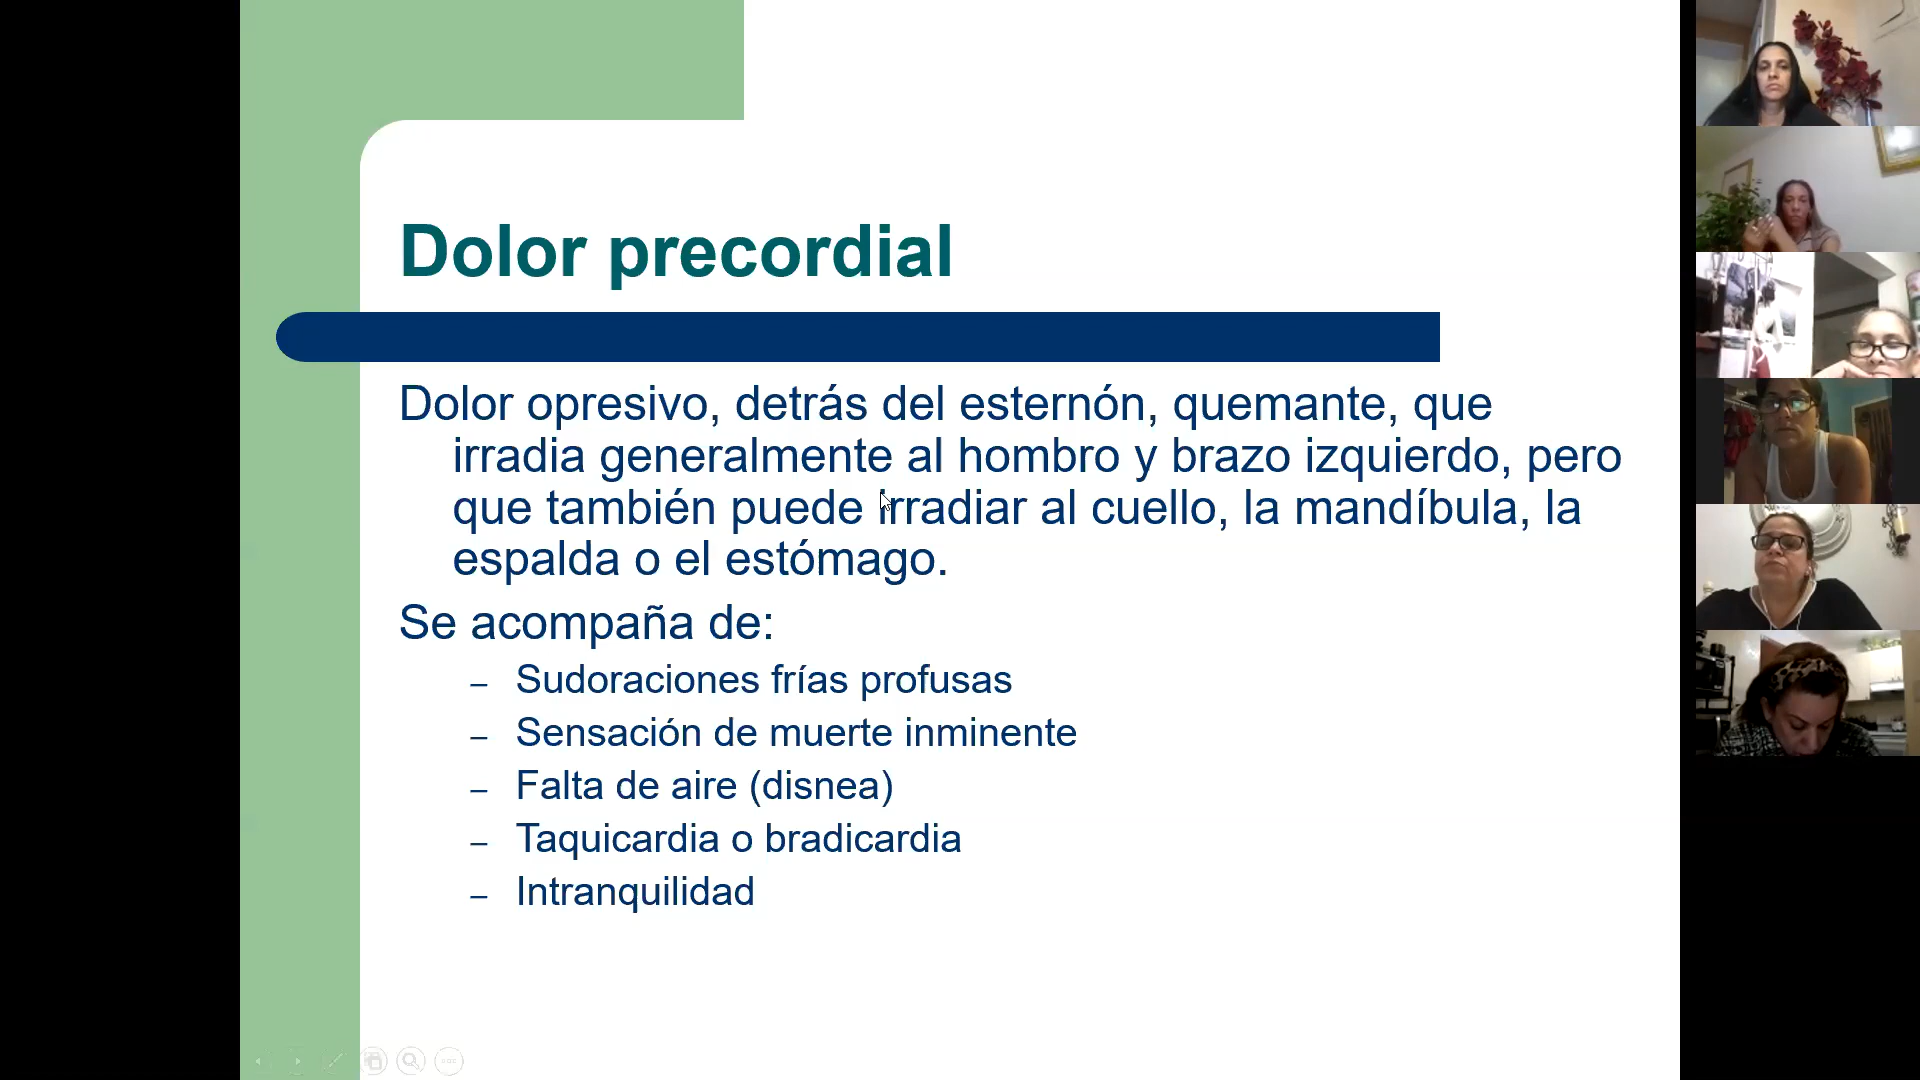 Dolor precordial
Dolor opresivo, detrás del esternón, quemante, que
irradia generalmente al hombro y brazo izquierdo, pero
que también puede irradiar al cuello, la mandíbula, la
espalda o el estómago.
Se acompaña de:
– Sudoraciones frías profusas
– Sensación de muerte inminente
– Falta de aire (disnea)
– Taquicardia o bradicardia
– Intranquilidad